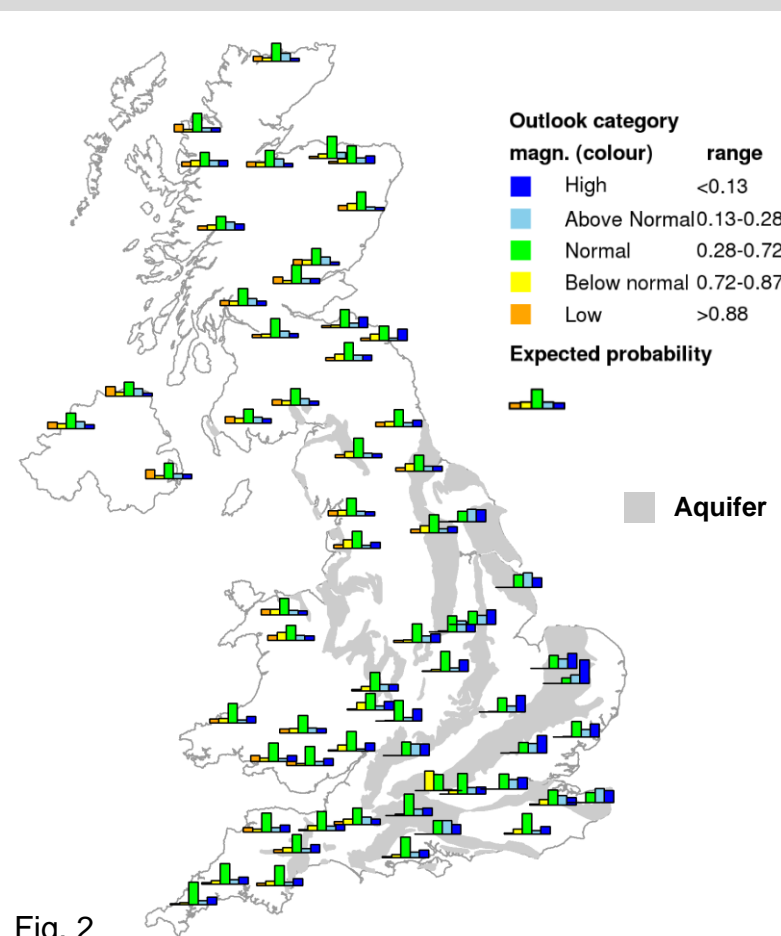 Outlook category
magn. (colour) range
High <0.13
Above Normal 0.13-0.28
Normal 0.28-0.72
Below normal 0.72-0.87
Low >0.88
Expected probability
Aquifer
Fig. 2